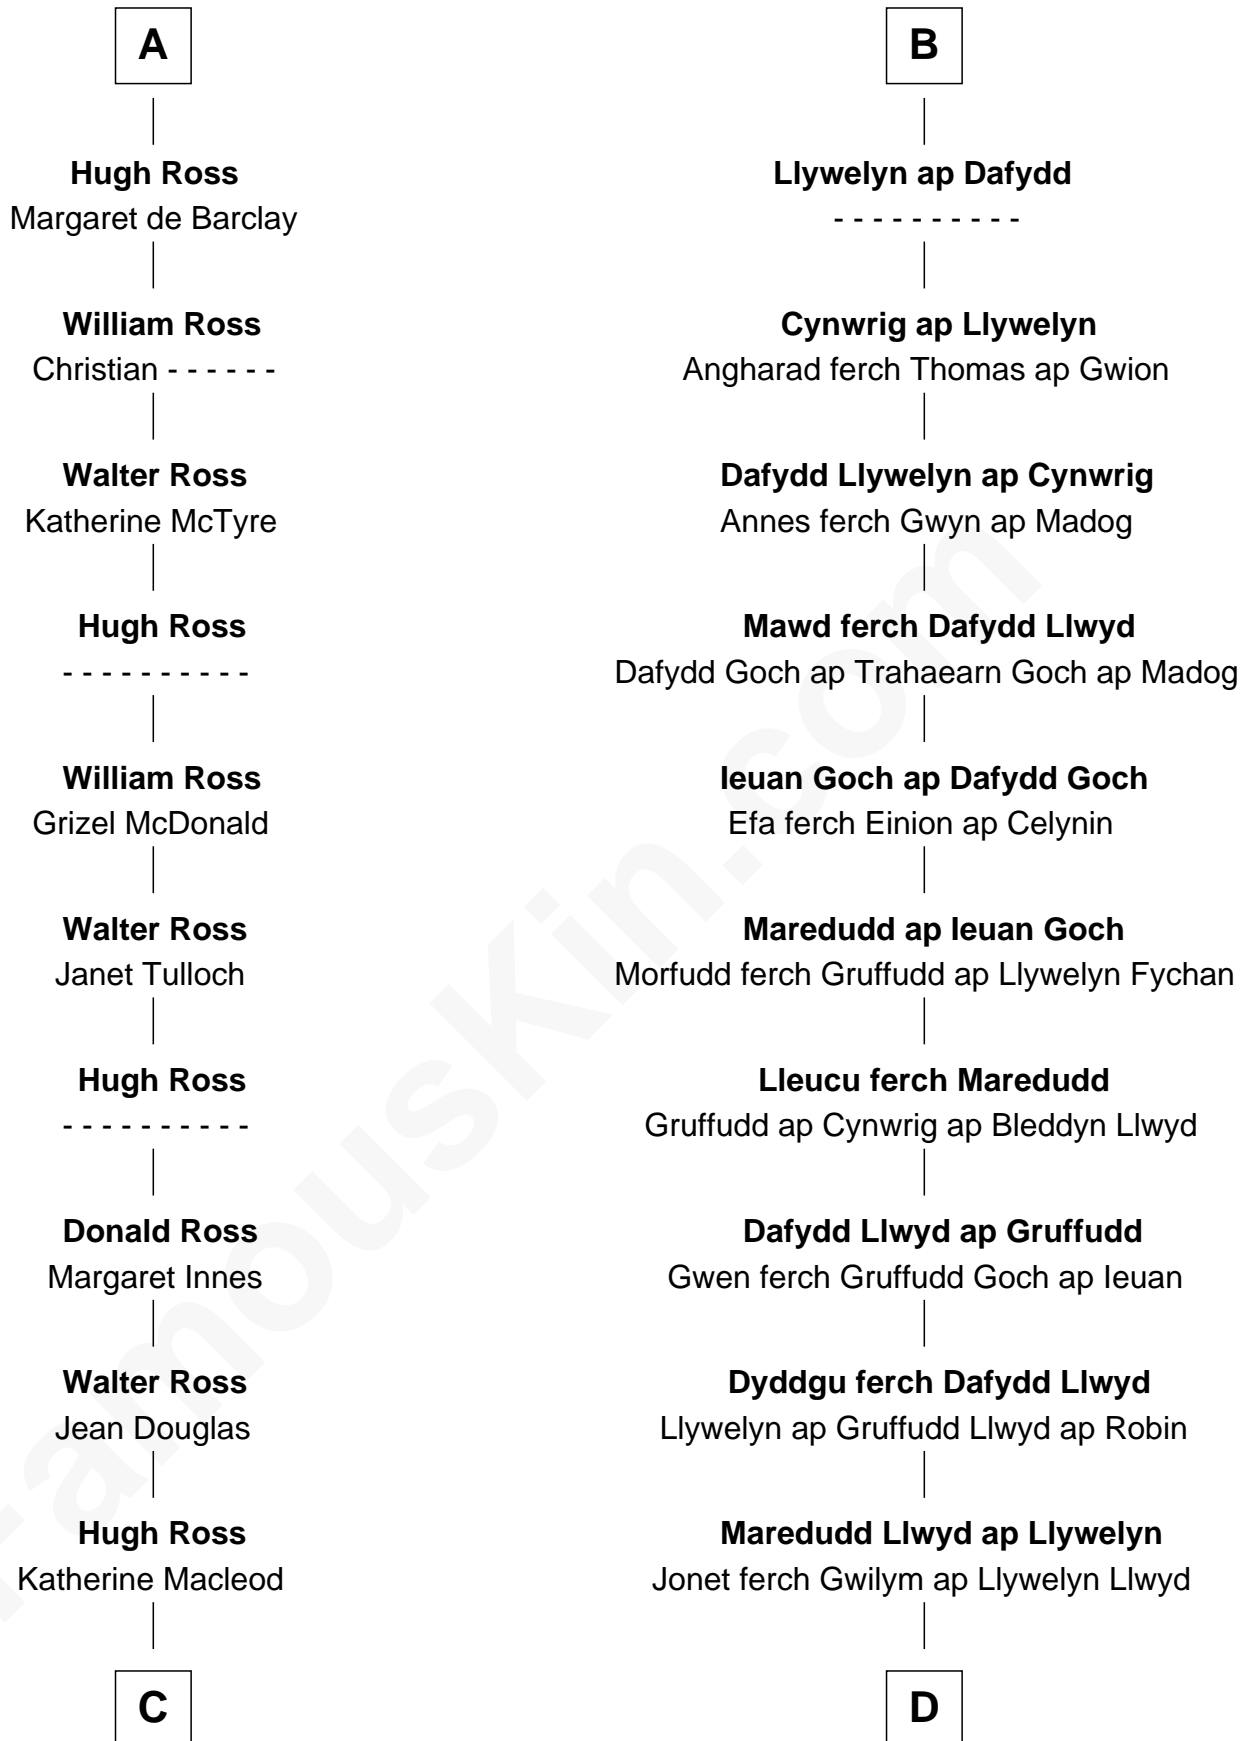 A
Hugh Ross
Margaret de Barclay
William Ross
Christian - - - - - -
Walter Ross
Katherine McTyre
Hugh Ross
- - - - - - - - - -
William Ross
Grizel McDonald
Walter Ross
Janet Tulloch
Hugh Ross
- - - - - - - - - -
Donald Ross
Margaret Innes
Walter Ross
Jean Douglas
Hugh Ross
Katherine Macleod
C
B
Llywelyn ap Dafydd
- - - - - - - - - -
Cynwrig ap Llywelyn
Angharad ferch Thomas ap Gwion
Dafydd Llywelyn ap Cynwrig
Annes ferch Gwyn ap Madog
Mawd ferch Dafydd Llwyd
Dafydd Goch ap Trahaearn Goch ap Madog
Ieuan Goch ap Dafydd Goch
Efa ferch Einion ap Celynin
Maredudd ap Ieuan Goch
Morfudd ferch Gruffudd ap Llywelyn Fychan
Lleucu ferch Maredudd
Gruffudd ap Cynwrig ap Bleddyn Llwyd
Dafydd Llwyd ap Gruffudd
Gwen ferch Gruffudd Goch ap Ieuan
Dyddgu ferch Dafydd Llwyd
Llywelyn ap Gruffudd Llwyd ap Robin
Maredudd Llwyd ap Llywelyn
Jonet ferch Gwilym ap Llywelyn Llwyd
D
FamousKin.com